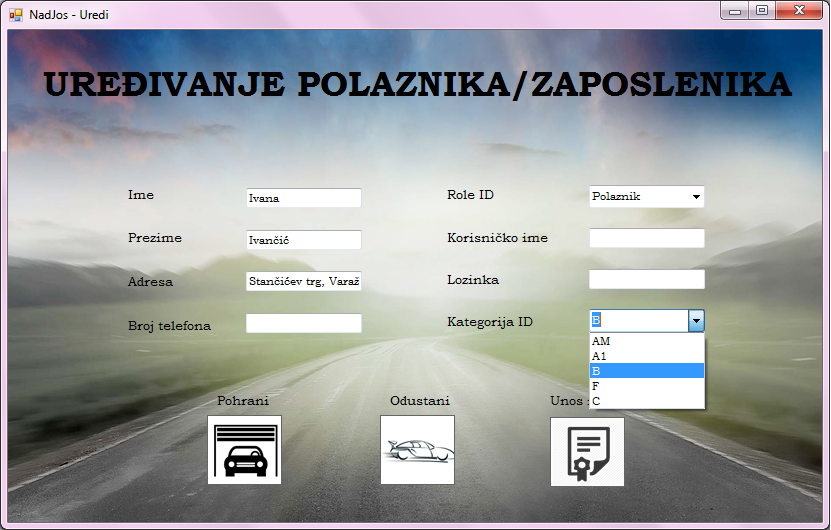 NadJos - Uredi
UREĐIVANJE POLAZNIKA/ZAPOSLENIKA
Ime
Ivana
Role ID
Polaznik
Prezime
Ivančić
Korisničko ime
Adresa
Stančićev trg, Varaž
Lozinka
Broj telefona
Kategorija ID
B
AM
A1
B
F
C
Pohrani
Odustani
Unos